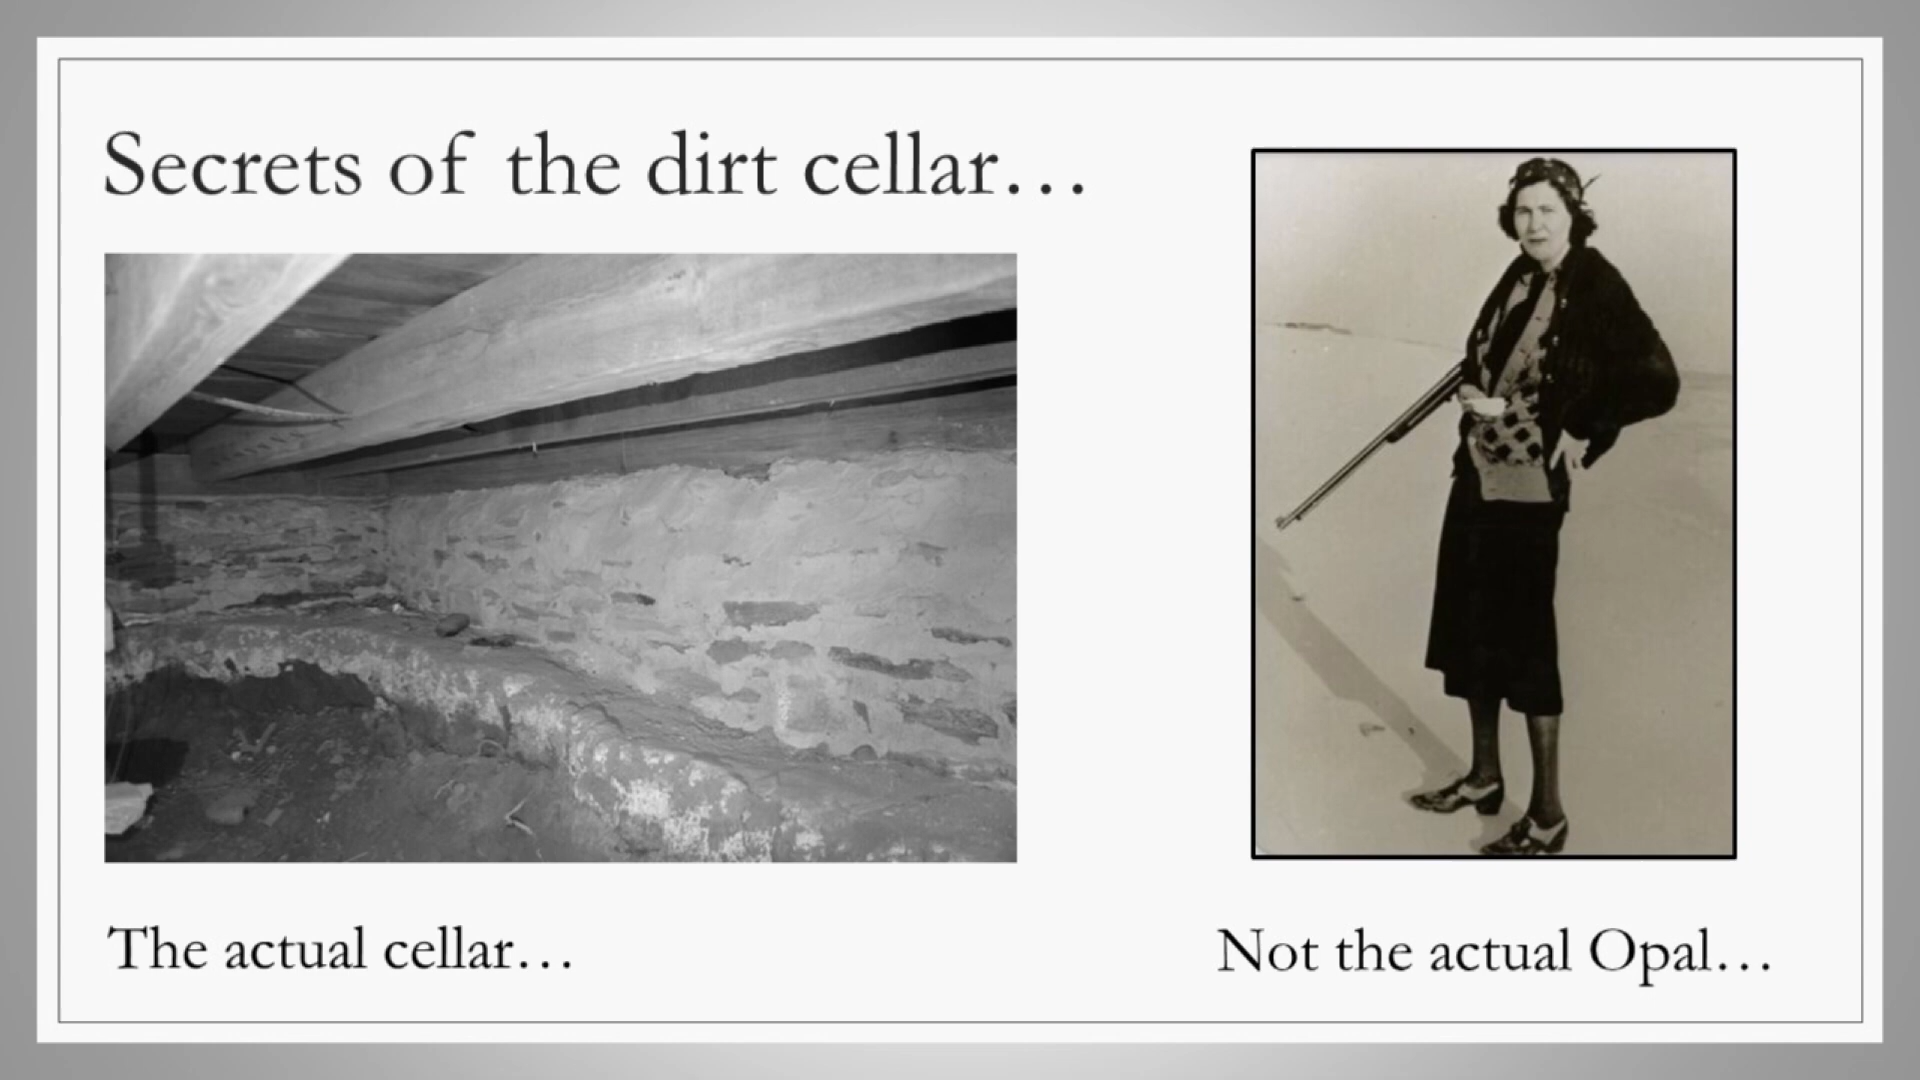 Secrets of the dirt cellar…
The actual cellar…
Not the actual Opal…